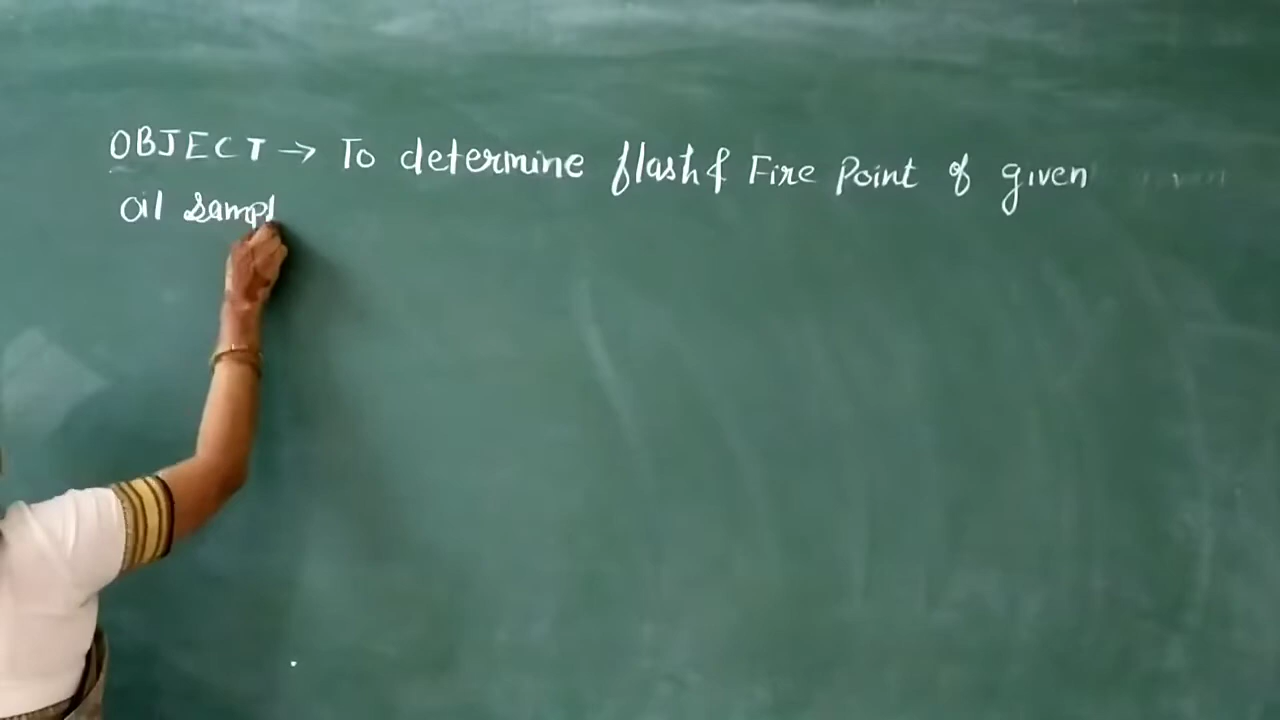 OBJECT → To determine flash & Fire Point of given
oil sampl